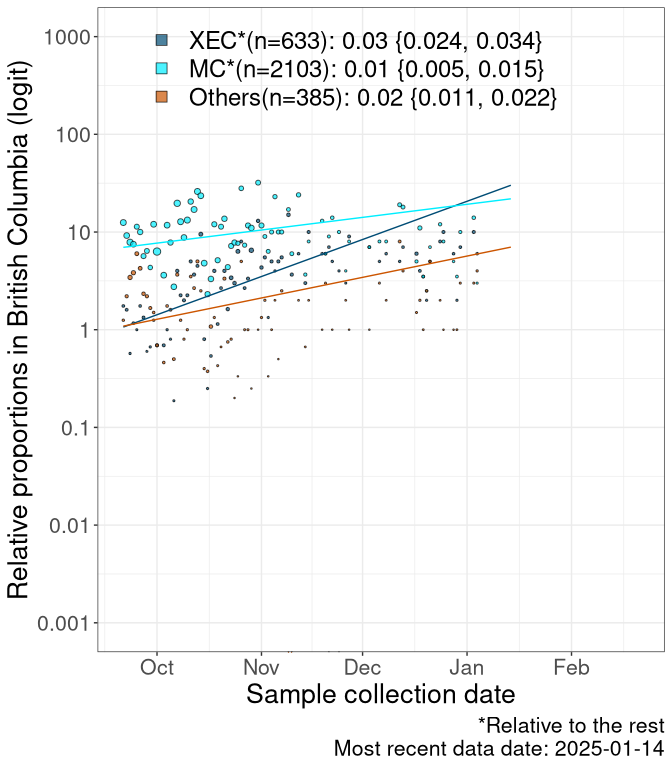 XEC*(n=633): 0.03 {0.024, 0.034}
MC*(n=2103): 0.01 {0.005, 0.015}
Others(n=385): 0.02 {0.011, 0.022}
Relative proportions in British Columbia (logit)
1000
100
10
1
0.1
0.01
0.001
Oct Nov Dec Jan Feb
Sample collection date
*Relative to the rest
Most recent data date: 2025-01-14